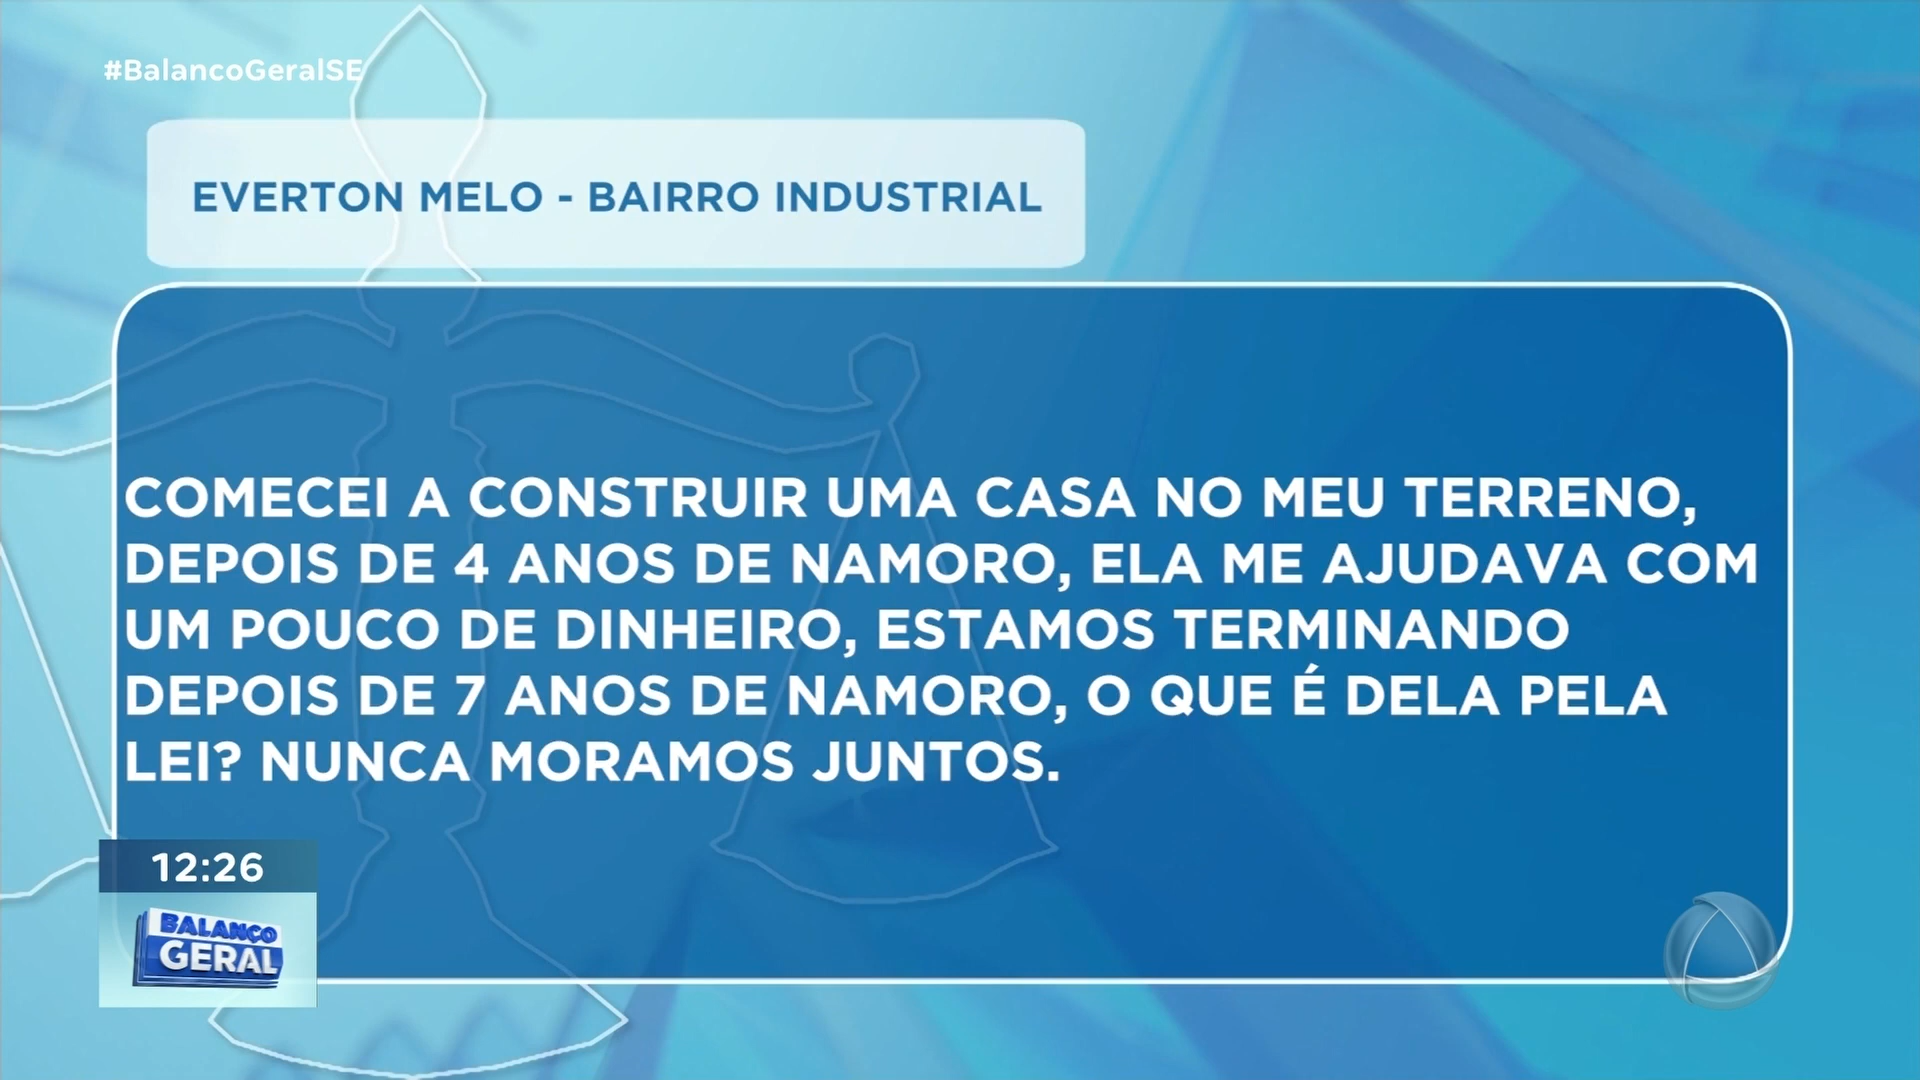 #BalancoGeralSE
EVERTON MELO - BAIRRO INDUSTRIAL
COMECEI A CONSTRUIR UMA CASA NO MEU TERRENO,
DEPOIS DE 4 ANOS DE NAMORO, ELA ME AJUDAVA COM
UM POUCO DE DINHEIRO, ESTAMOS TERMINANDO
DEPOIS DE 7 ANOS DE NAMORO, O QUE É DELA PELA
LEI? NUNCA MORAMOS JUNTOS.
12:26
BALANÇO
GERAL